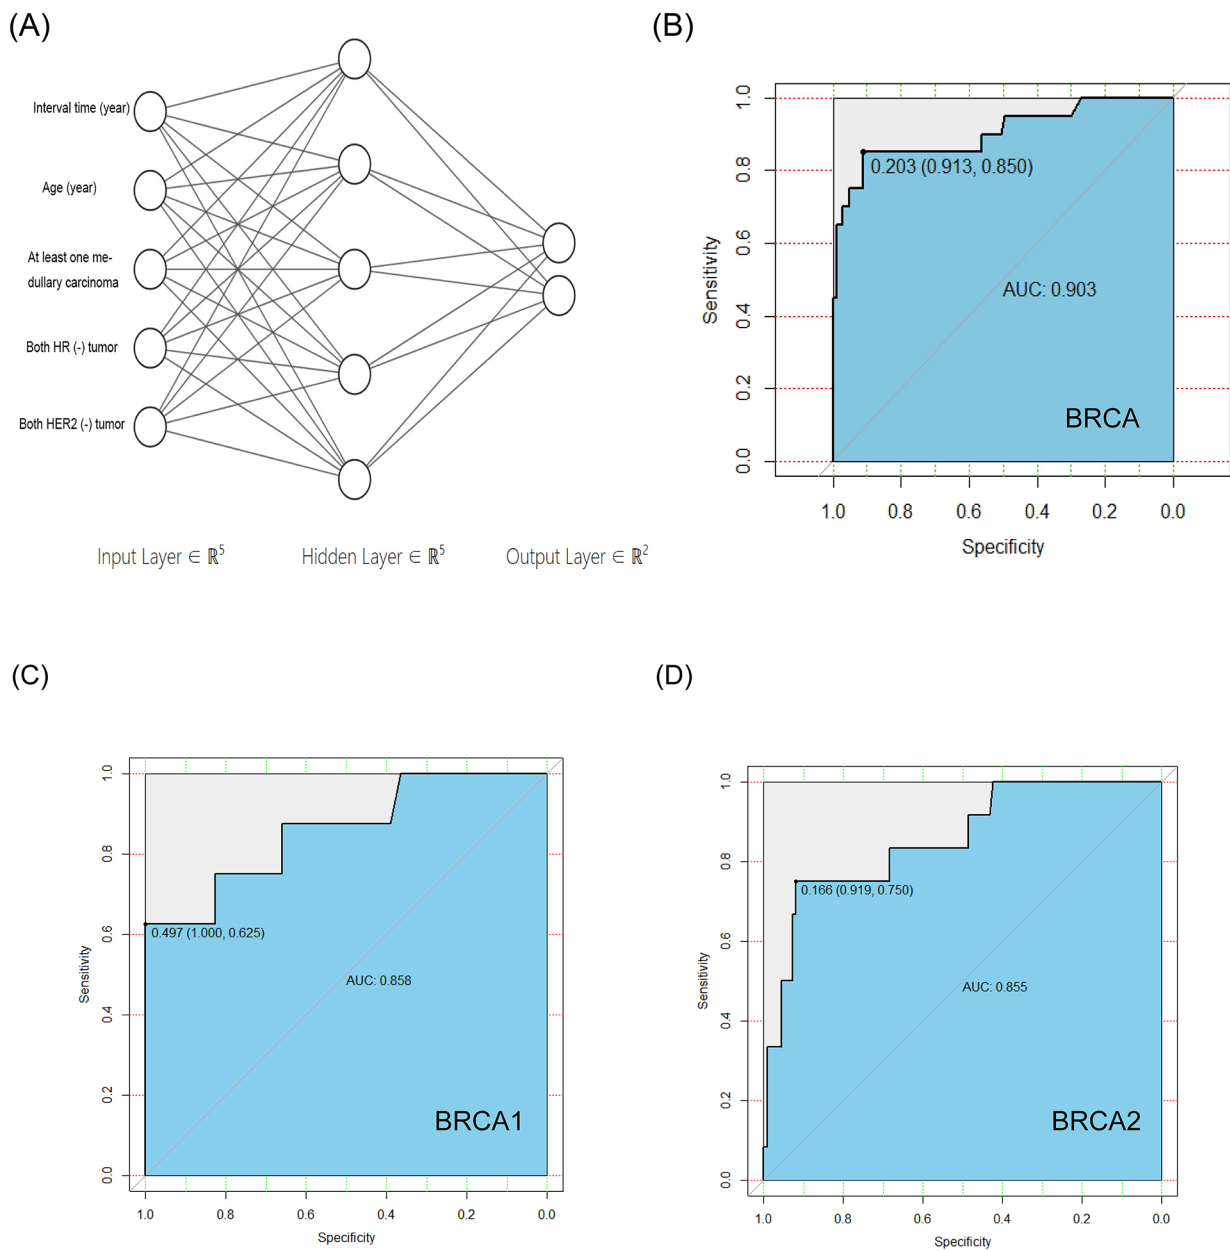 (A)
Interval time (year)
Age (year)
At least one me-
dullary carcinoma
Both HR (-) tumor
Both HER2 (-) tumor
Input Layer ∈ ℝ⁵
Hidden Layer ∈ ℝ⁵
Output Layer ∈ ℝ²
(B)
Sensitivity
1.0
0.8
0.6
0.4
0.2
0.0
0.203 (0.913, 0.850)
AUC: 0.903
BRCA
1.0 0.8 0.6 0.4 0.2 0.0
Specificity
(C)
Sensitivity
1.0
0.8
0.6
0.4
0.2
0.0
0.497 (1.000, 0.625)
AUC: 0.858
BRCA1
1.0 0.8 0.6 0.4 0.2 0.0
Specificity
(D)
Sensitivity
1.0
0.8
0.6
0.4
0.2
0.0
0.166 (0.919, 0.750)
AUC: 0.855
BRCA2
1.0 0.8 0.6 0.4 0.2 0.0
Specificity